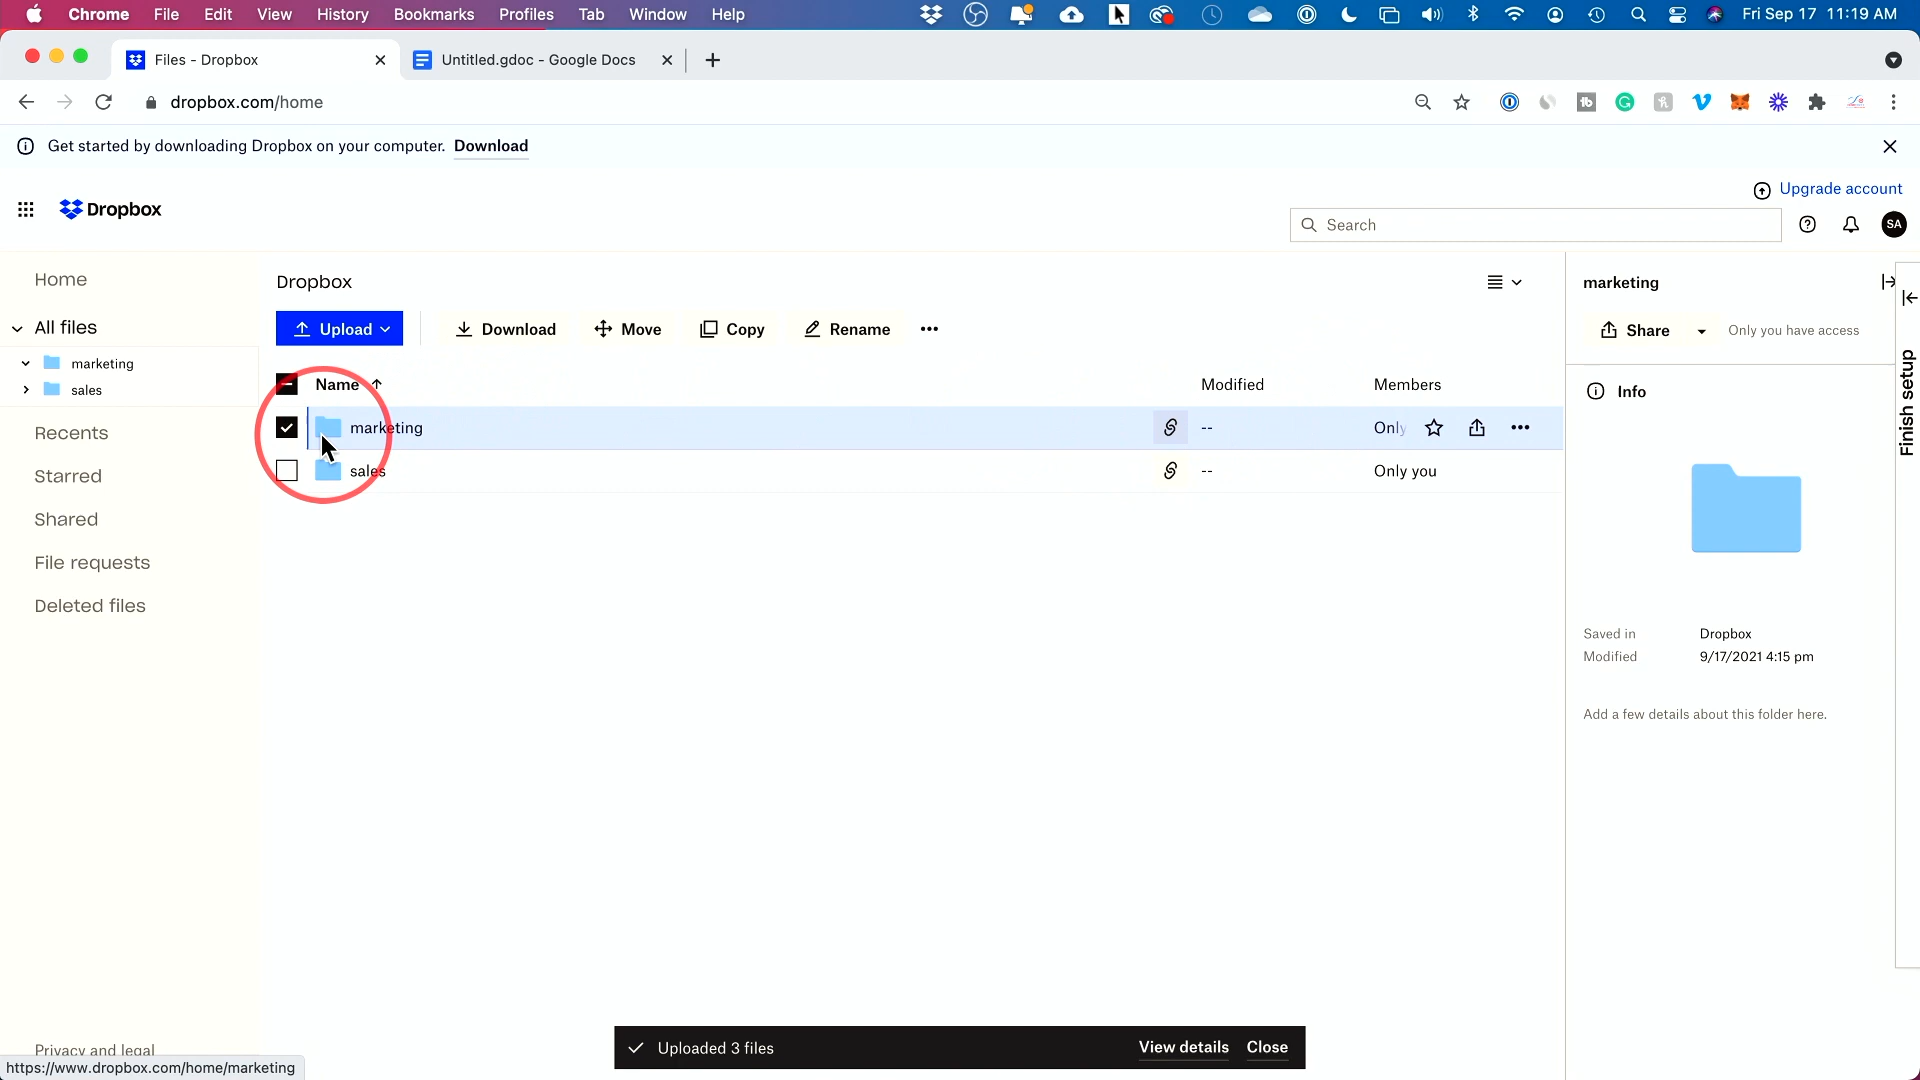 Chrome File Edit View History Bookmarks Profiles Tab Window Help Fri Sep 17 11:19 AM
Files - Dropbox Untitled.gdoc - Google Docs
dropbox.com/home
Get started by downloading Dropbox on your computer. Download
Upgrade account
Dropbox
Search
SA
Home
All files
marketing
sales
Recents
Starred
Shared
File requests
Deleted files
Privacy and legal
https://www.dropbox.com/home/marketing
Dropbox
Upload Download Move Copy Rename
Name Modified Members
marketing -- Only
sales -- Only you
Uploaded 3 files View details Close
marketing
Share Only you have access
Info
Saved in Dropbox
Modified 9/17/2021 4:15 pm
Add a few details about this folder here.
Finish setup